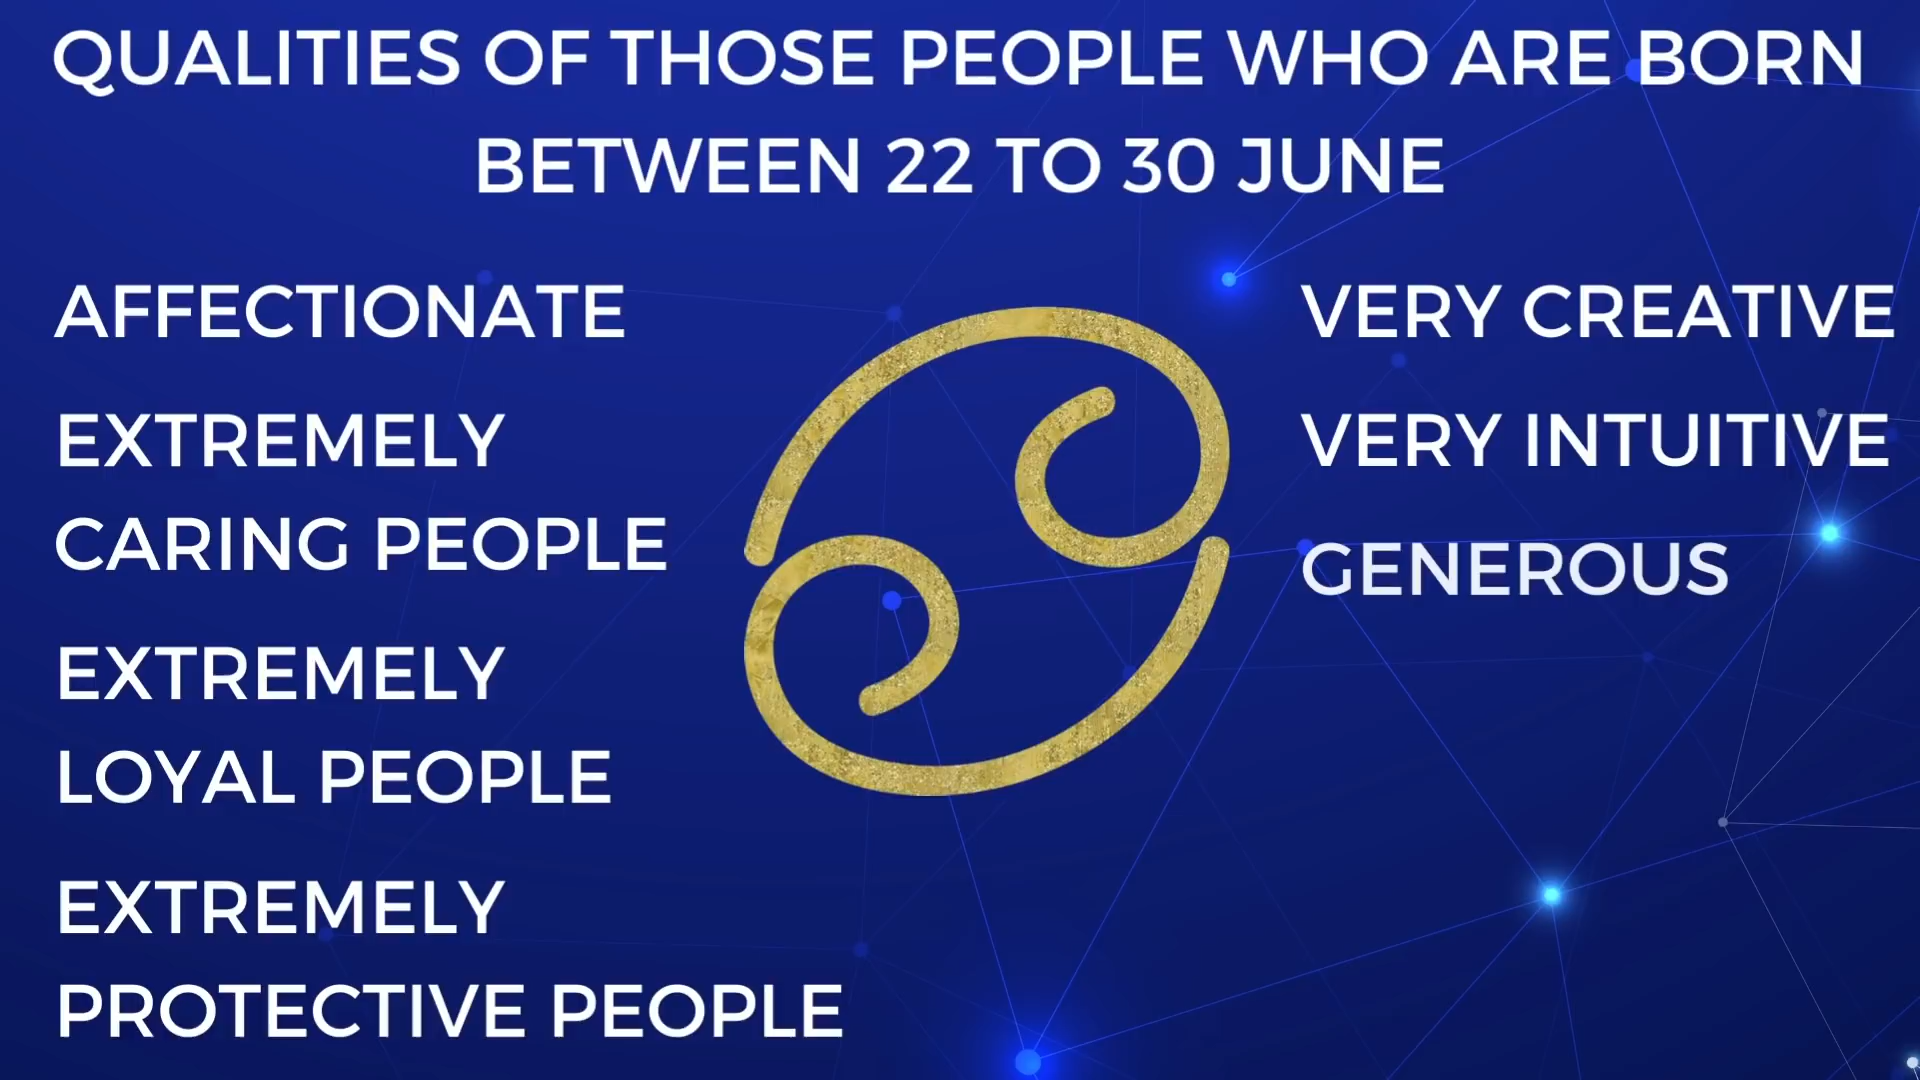 QUALITIES OF THOSE PEOPLE WHO ARE BORN
BETWEEN 22 TO 30 JUNE
AFFECTIONATE
EXTREMELY
CARING PEOPLE
EXTREMELY
LOYAL PEOPLE
EXTREMELY
PROTECTIVE PEOPLE
VERY CREATIVE
VERY INTUITIVE
GENEROUS